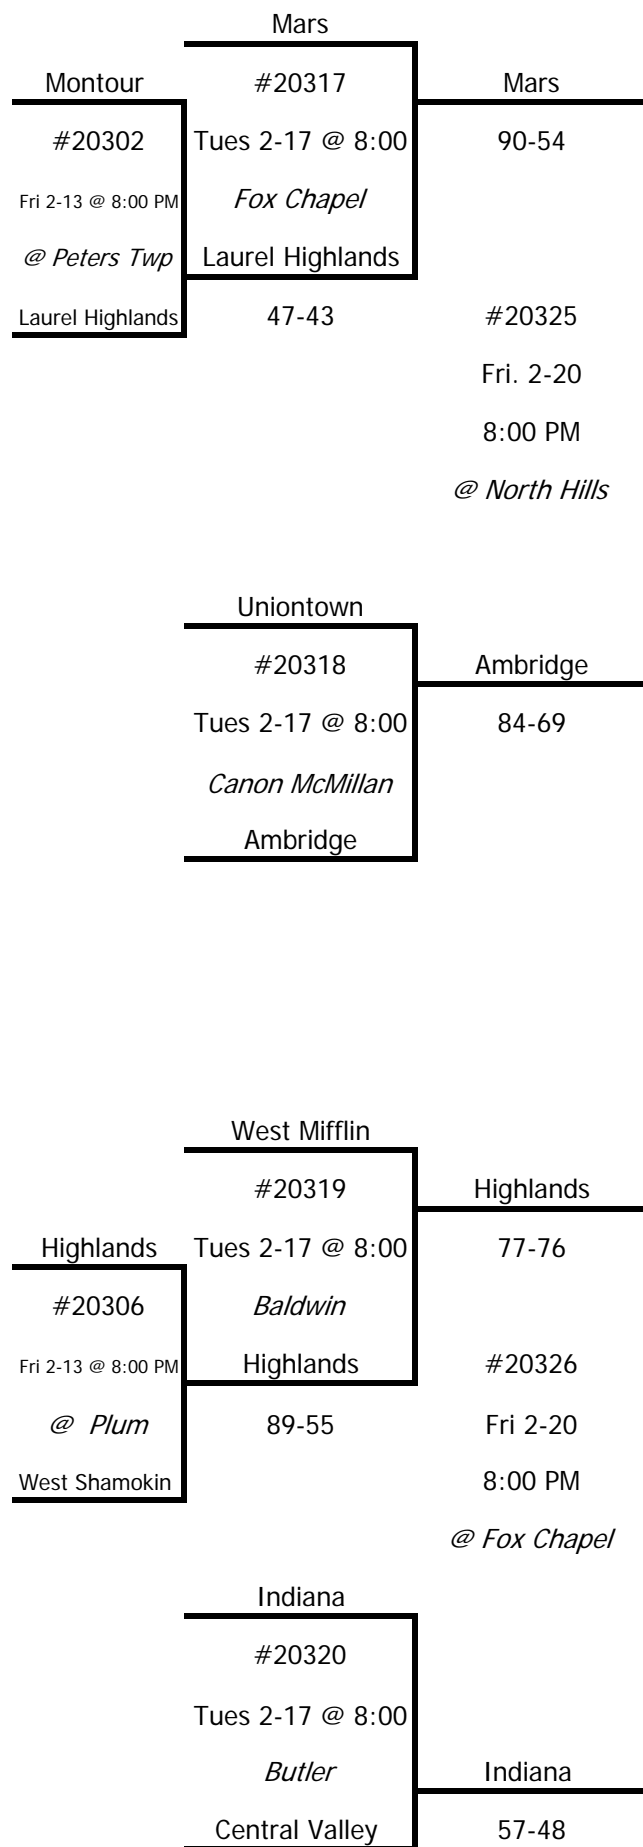 Mars
Montour #20317 Mars
#20302 Tues 2-17 @ 8:00 90-54
Fri 2-13 @ 8:00 PM Fox Chapel
@ Peters Twp Laurel Highlands
Laurel Highlands 47-43 #20325
Fri. 2-20
8:00 PM
@ North Hills
Uniontown
#20318 Ambridge
Tues 2-17 @ 8:00 84-69
Canon McMillan
Ambridge
West Mifflin
#20319 Highlands
Highlands Tues 2-17 @ 8:00 77-76
#20306 Baldwin
Fri 2-13 @ 8:00 PM Highlands #20326
@ Plum 89-55 Fri 2-20
West Shamokin 8:00 PM
@ Fox Chapel
Indiana
#20320
Tues 2-17 @ 8:00
Butler Indiana
Central Valley 57-48